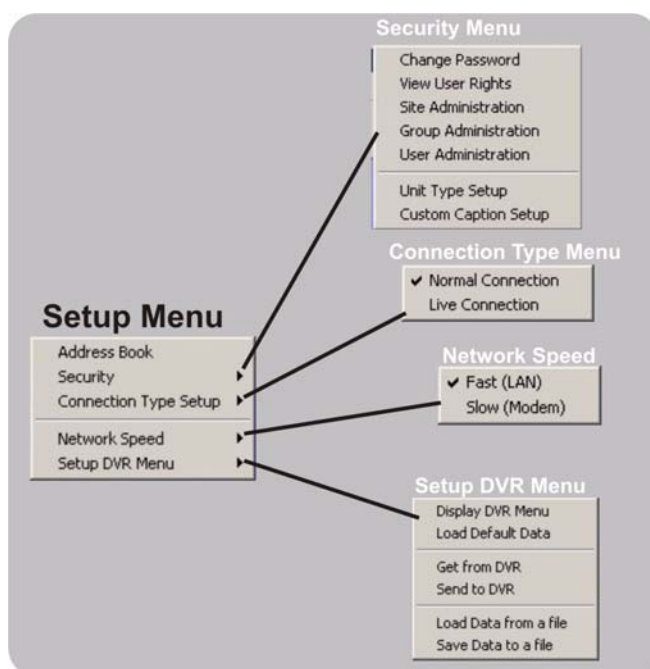 Security Menu
Change Password
View User Rights
Site Administration
Group Administration
User Administration
Unit Type Setup
Custom Caption Setup
Connection Type Menu
Normal Connection
Live Connection
Setup Menu
Address Book
Security
Connection Type Setup
Network Speed
Setup DVR Menu
Network Speed
Fast (LAN)
Slow (Modem)
Setup DVR Menu
Display DVR Menu
Load Default Data
Get from DVR
Send to DVR
Load Data from a file
Save Data to a file